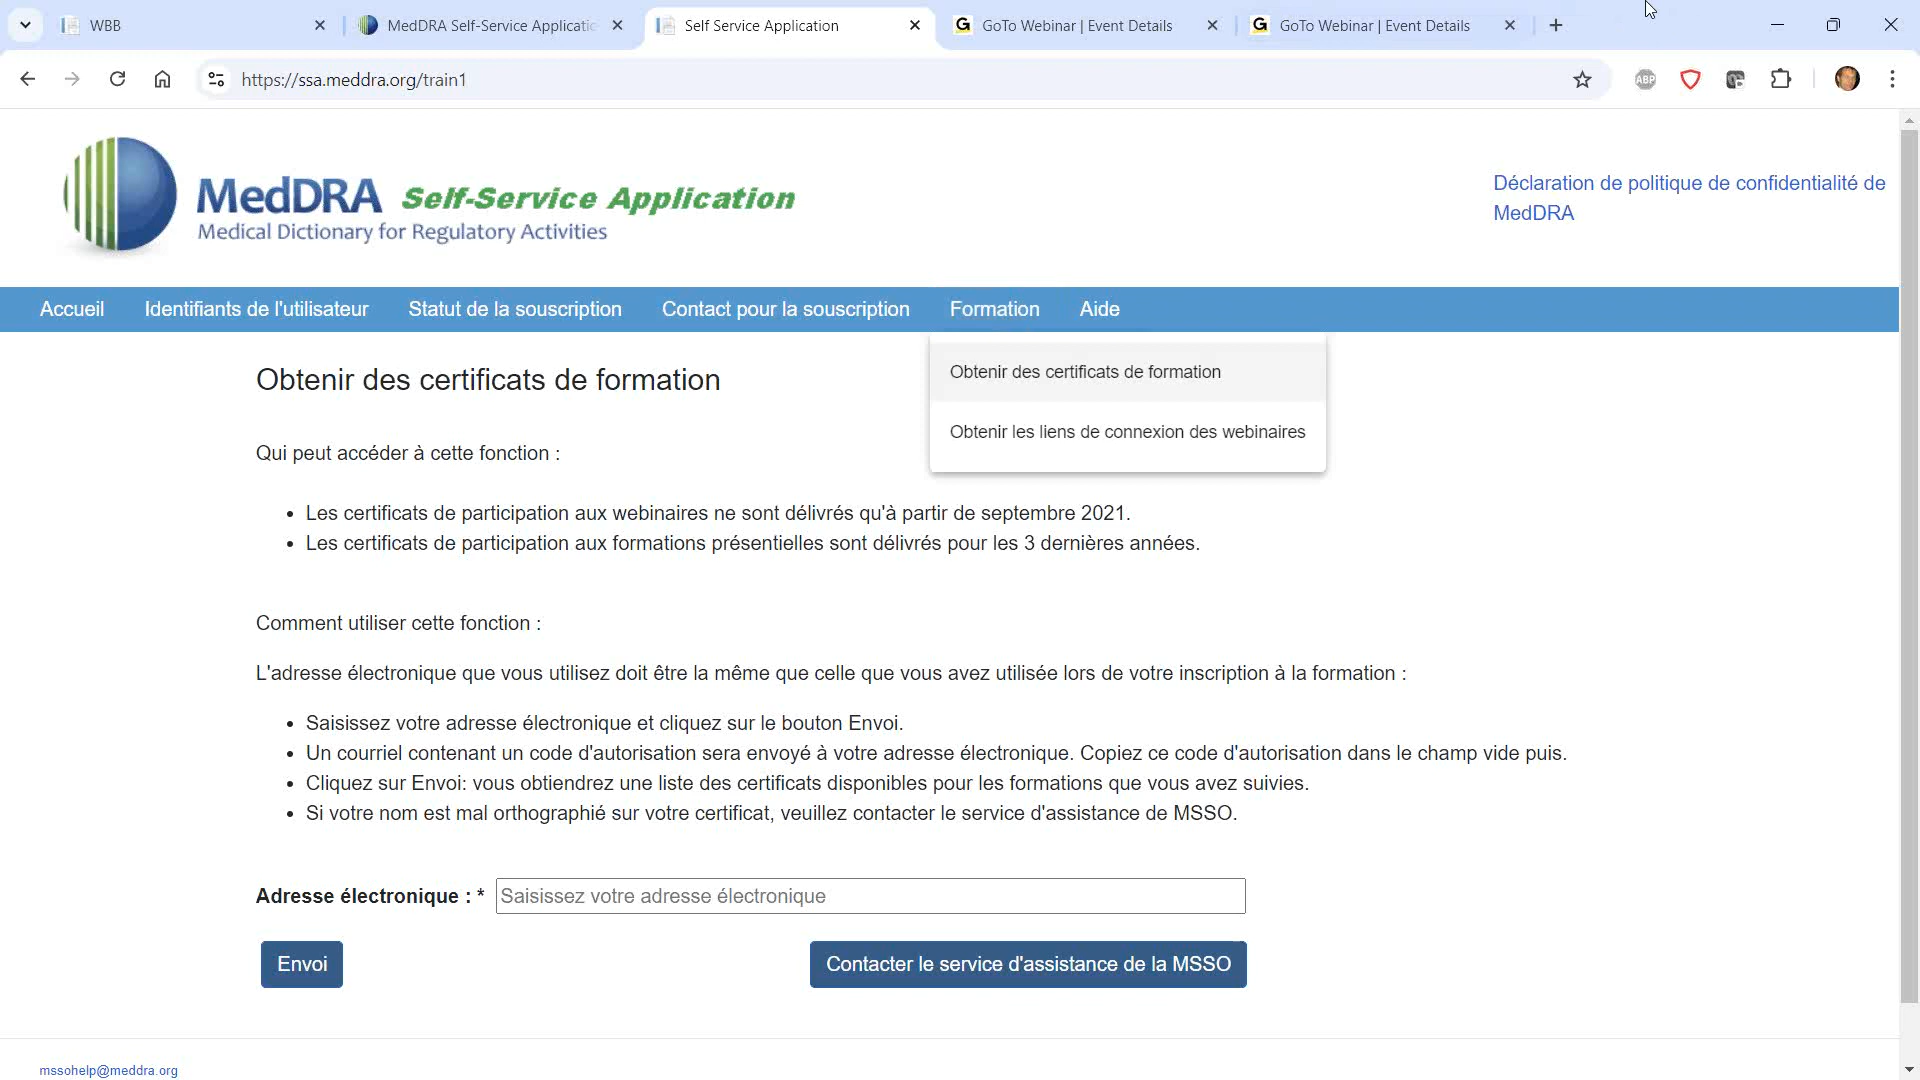 WBB
MedDRA Self-Service Applicatic
Self Service Application
GoTo Webinar | Event Details
GoTo Webinar | Event Details
https://ssa.meddra.org/train1
ABP
MedDRA Self-Service Application
Medical Dictionary for Regulatory Activities
Déclaration de politique de confidentialité de
MedDRA
Accueil
Identifiants de l'utilisateur
Statut de la souscription
Contact pour la souscription
Formation
Aide
Obtenir des certificats de formation
Obtenir les liens de connexion des webinaires
Obtenir des certificats de formation
Qui peut accéder à cette fonction :
• Les certificats de participation aux webinaires ne sont délivrés qu'à partir de septembre 2021.
• Les certificats de participation aux formations présentielles sont délivrés pour les 3 dernières années.
Comment utiliser cette fonction :
L'adresse électronique que vous utilisez doit être la même que celle que vous avez utilisée lors de votre inscription à la formation :
• Saisissez votre adresse électronique et cliquez sur le bouton Envoi.
• Un courriel contenant un code d'autorisation sera envoyé à votre adresse électronique. Copiez ce code d'autorisation dans le champ vide puis.
• Cliquez sur Envoi: vous obtiendrez une liste des certificats disponibles pour les formations que vous avez suivies.
• Si votre nom est mal orthographié sur votre certificat, veuillez contacter le service d'assistance de MSSO.
Adresse électronique : * Saisissez votre adresse électronique
Envoi
Contacter le service d'assistance de la MSSO
mssohelp@meddra.org